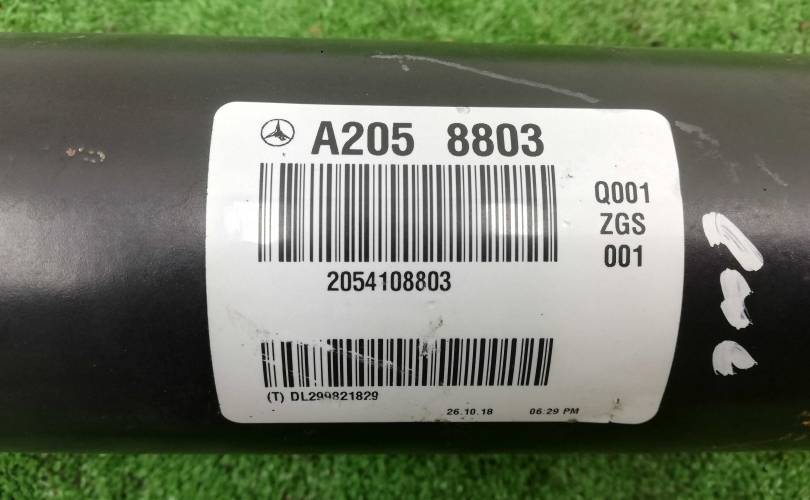 A205 8803
Q001
ZGS
001
2054108803
(T) DL299821829
26.10.18 06:29 PM